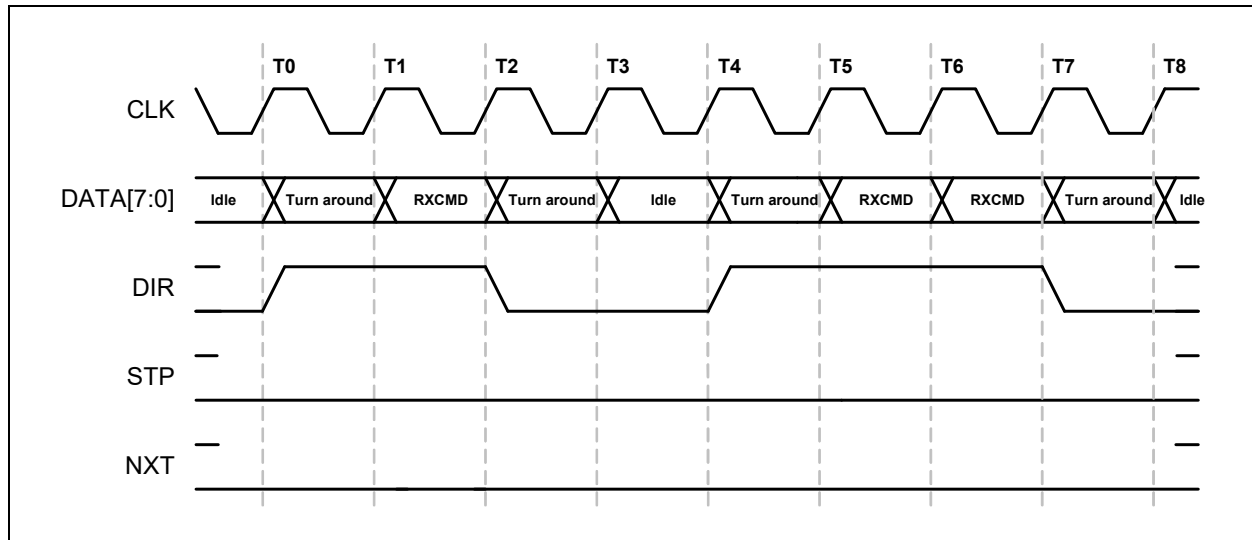 T0 T1 T2 T3 T4 T5 T6 T7 T8
CLK
DATA[7:0] Idle Turn around RXCMD Turn around Idle Turn around RXCMD RXCMD Turn around Idle
DIR
STP
NXT